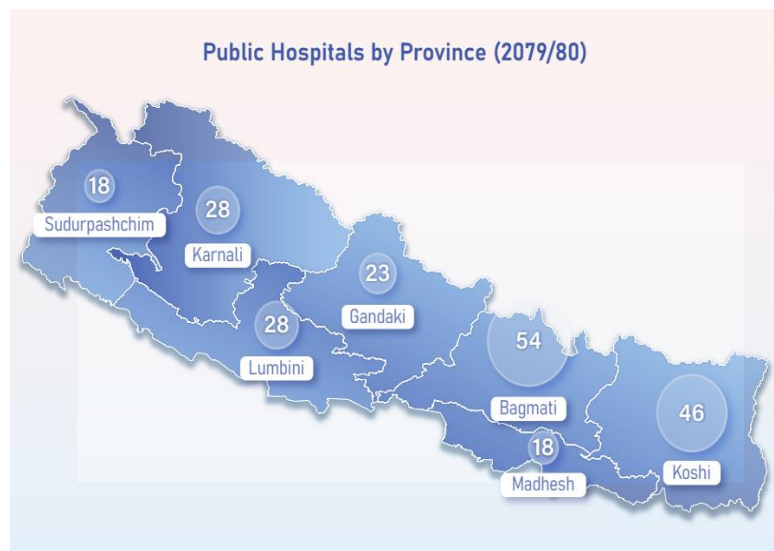 Public Hospitals by Province (2079/80)
18
Sudurpashchim
28
Karnali
23
Gandaki
28
Lumbini
54
Bagmati
46
Koshi
18
Madhesh